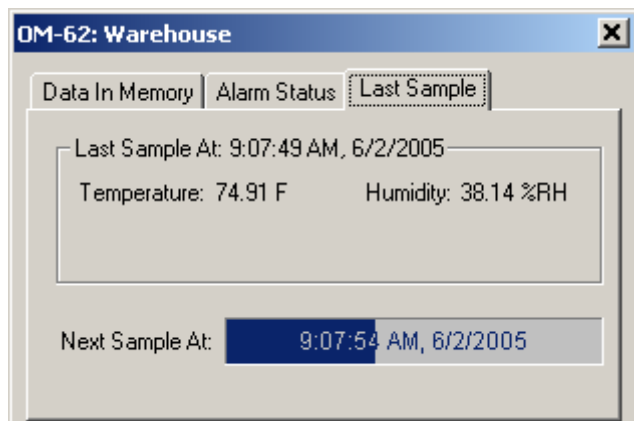 OM-62: Warehouse
Data In Memory Alarm Status Last Sample
Last Sample At: 9:07:49 AM, 6/2/2005
Temperature: 74.91 F Humidity: 38.14 %RH
Next Sample At: 9:07:54 AM, 6/2/2005